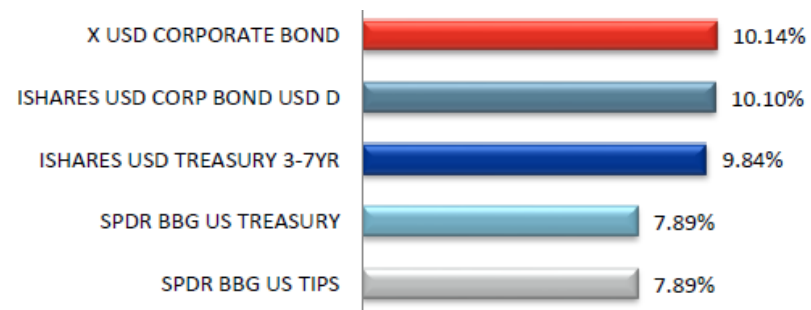 X USD CORPORATE BOND 10.14%
ISHARES USD CORP BOND USD D 10.10%
ISHARES USD TREASURY 3-7YR 9.84%
SPDR BBG US TREASURY 7.89%
SPDR BBG US TIPS 7.89%